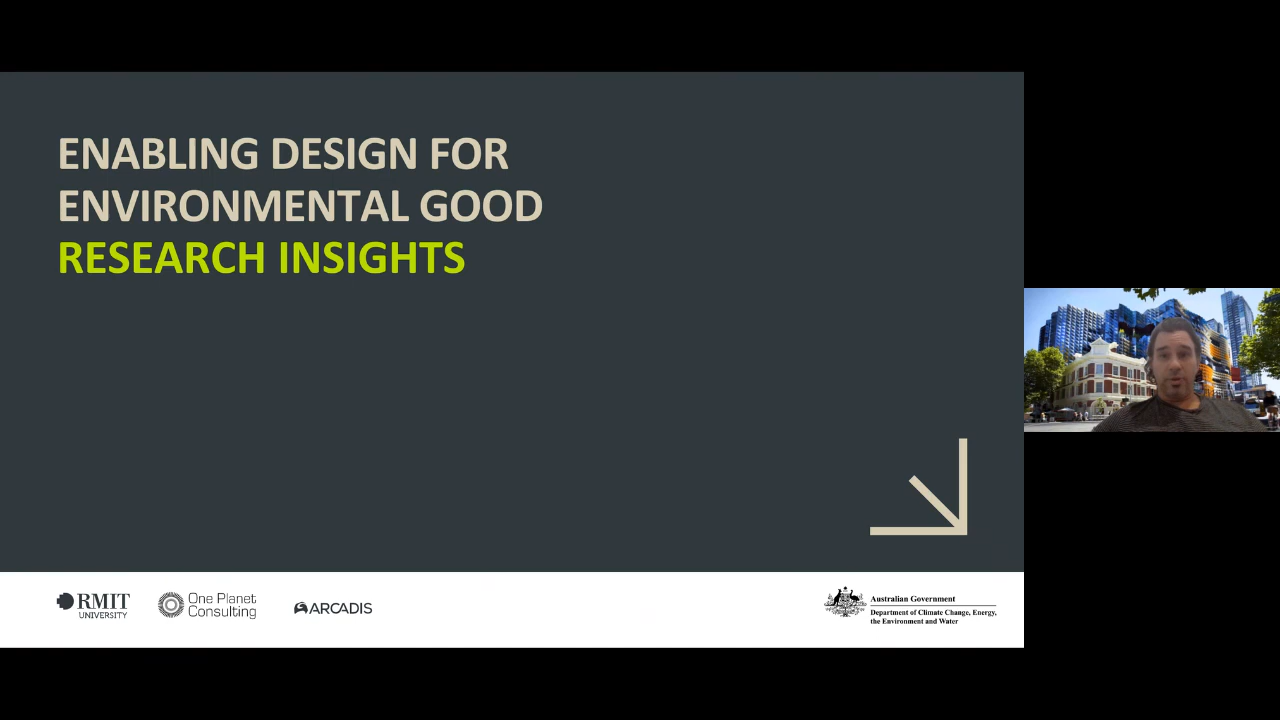 ENABLING DESIGN FOR
ENVIRONMENTAL GOOD
RESEARCH INSIGHTS
RMIT
UNIVERSITY
One Planet
Consulting
ARCADIS
Australian Government
Department of Climate Change, Energy,
the Environment and Water